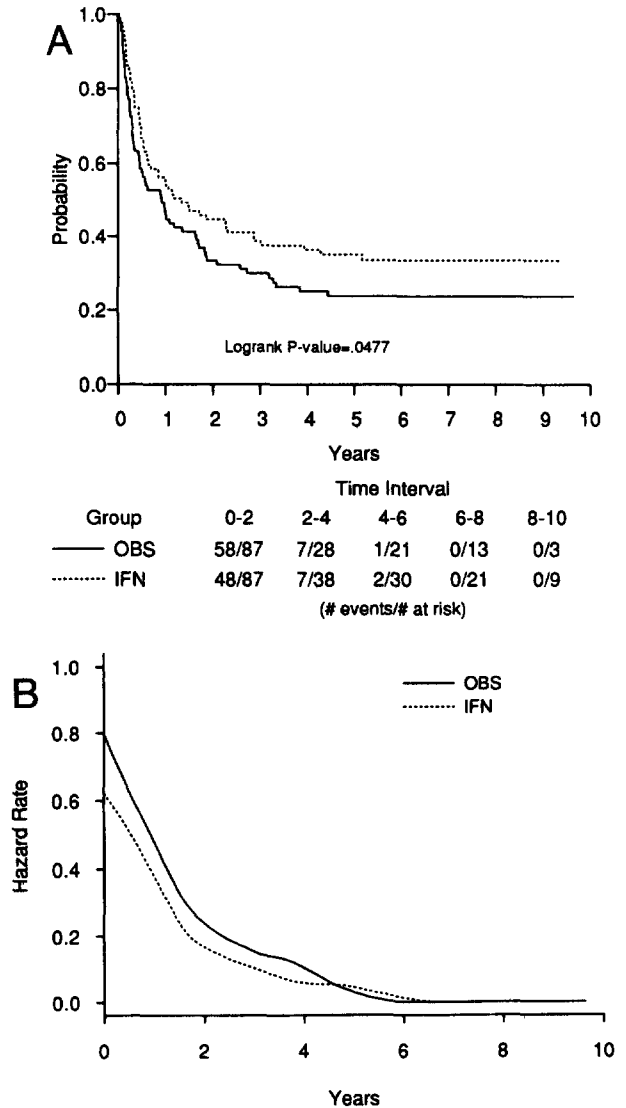 A
1.0
0.8
0.6
0.4
0.2
0.0
Probability
Logrank P-value=.0477
0 1 2 3 4 5 6 7 8 9 10
Years
Time Interval
Group 0-2 2-4 4-6 6-8 8-10
OBS 58/87 7/28 1/21 0/13 0/3
IFN 48/87 7/38 2/30 0/21 0/9
(# events/# at risk)
B
1.0
0.8
0.6
0.4
0.2
0.0
Hazard Rate
OBS
IFN
0 2 4 6 8 10
Years